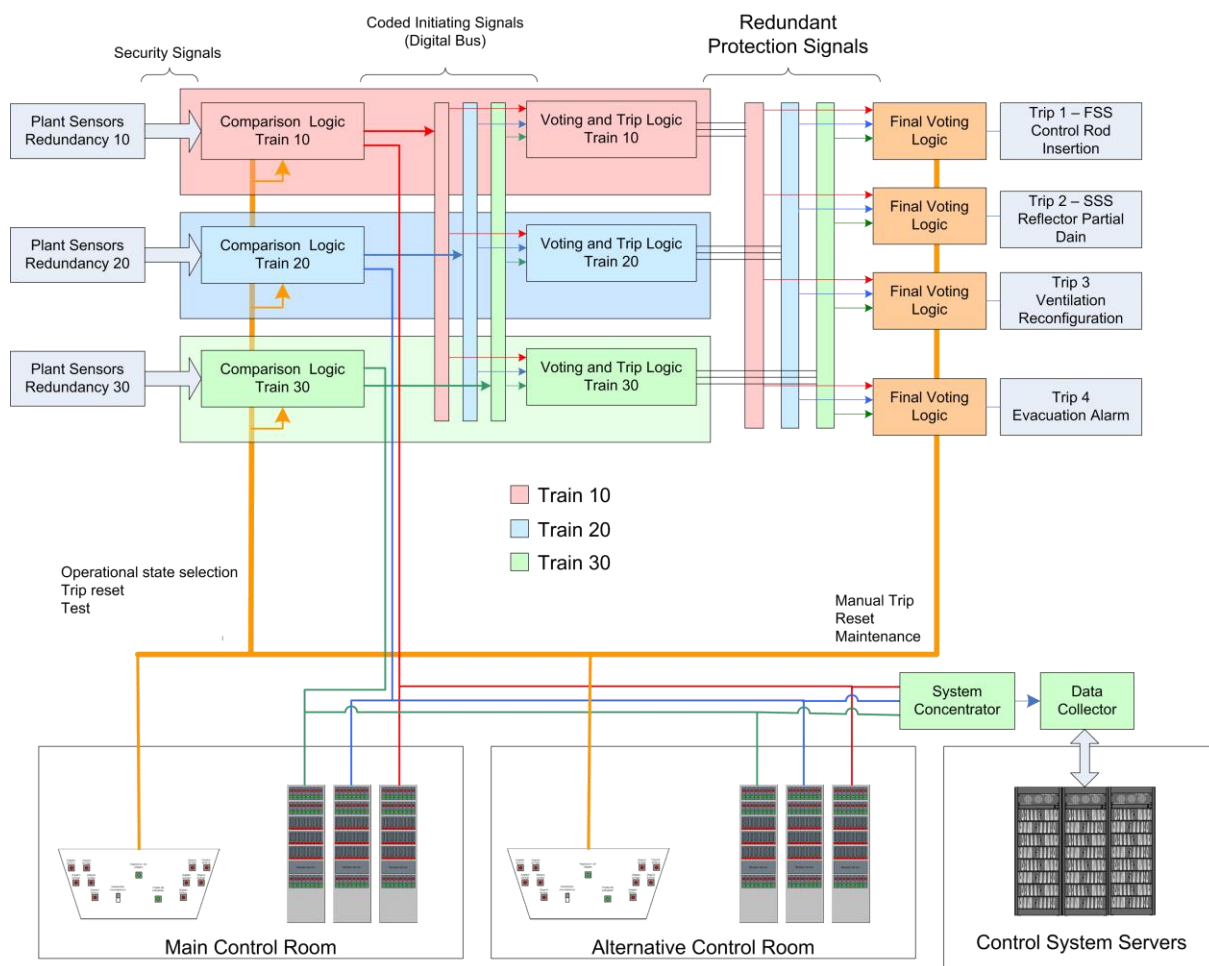 Security Signals
Coded Initiating Signals
(Digital Bus)
Redundant
Protection Signals
Plant Sensors
Redundancy 10
Comparison Logic
Train 10
Voting and Trip Logic
Train 10
Final Voting
Logic
Trip 1 – FSS
Control Rod
Insertion
Plant Sensors
Redundancy 20
Comparison Logic
Train 20
Voting and Trip Logic
Train 20
Final Voting
Logic
Trip 2 – SSS
Reflector Partial
Dain
Final Voting
Logic
Trip 3
Ventilation
Reconfiguration
Plant Sensors
Redundancy 30
Comparison Logic
Train 30
Voting and Trip Logic
Train 30
Final Voting
Logic
Trip 4
Evacuation Alarm
Train 10
Train 20
Train 30
Operational state selection
Trip reset
Test
Manual Trip
Reset
Maintenance
System
Concentrator
Data
Collector
Main Control Room
Alternative Control Room
Control System Servers